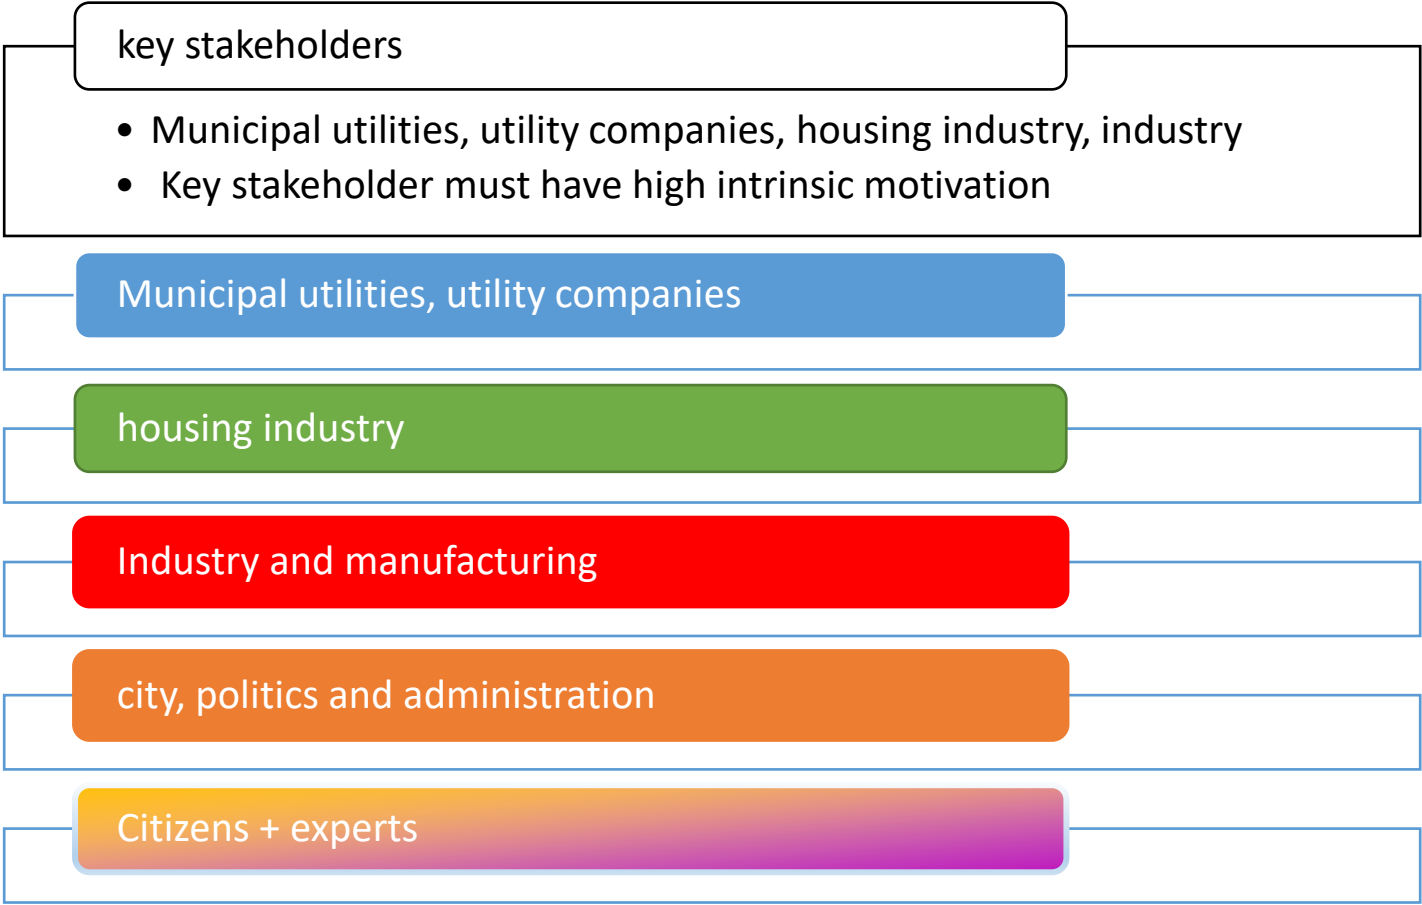 key stakeholders
• Municipal utilities, utility companies, housing industry, industry
• Key stakeholder must have high intrinsic motivation
Municipal utilities, utility companies
housing industry
Industry and manufacturing
city, politics and administration
Citizens + experts